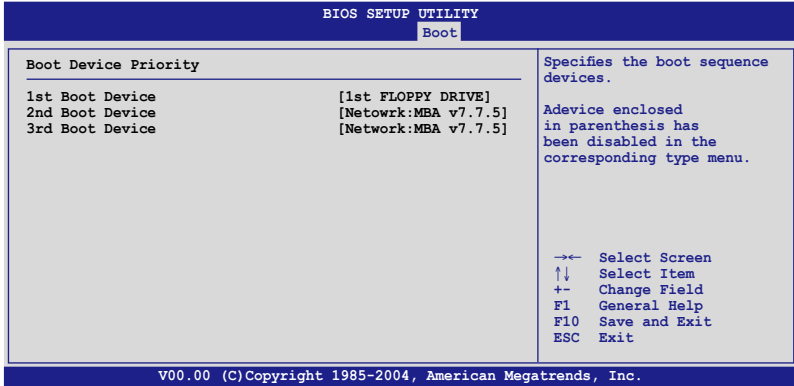 BIOS SETUP UTILITY
Boot
Boot Device Priority
1st Boot Device [1st FLOPPY DRIVE]
2nd Boot Device [Netowrk:MBA v7.7.5]
3rd Boot Device [Network:MBA v7.7.5]
Specifies the boot sequence
devices.
Adevice enclosed
in parenthesis has
been disabled in the
corresponding type menu.
→← Select Screen
↑↓ Select Item
+- Change Field
F1 General Help
F10 Save and Exit
ESC Exit
V00.00 (C)Copyright 1985-2004, American Megatrends, Inc.